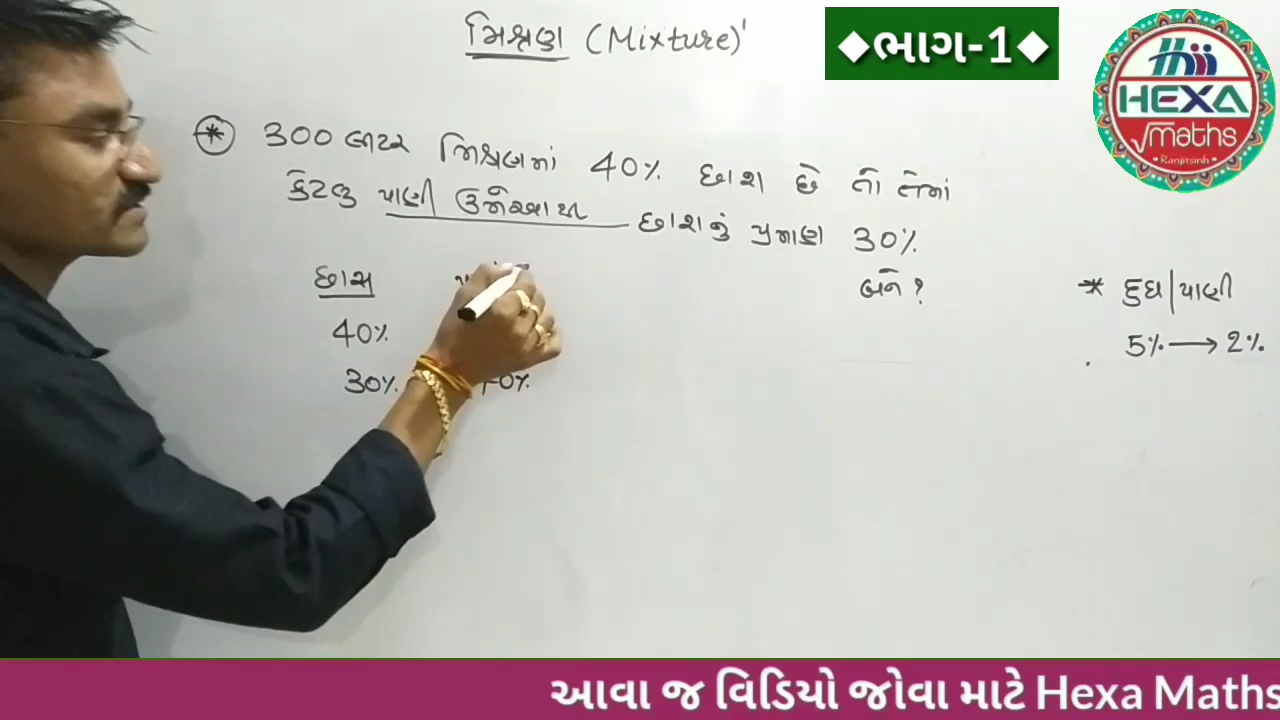 મિશ્રણ (Mixture)
◆ભાગ-1◆
HEXA
maths
• Ranjitsinh •
* 300 લીટર મિશ્રણમાં 40% છાશ છે તો તેમાં
કેટલુ પાણી ઉમેરવાથી છાશનું પ્રમાણ 30%
બને ?
છાશ
40%
30% 70%
* દુધ | પાણી
5% → 2%
આવા જ વિડિયો જોવા માટે Hexa Maths